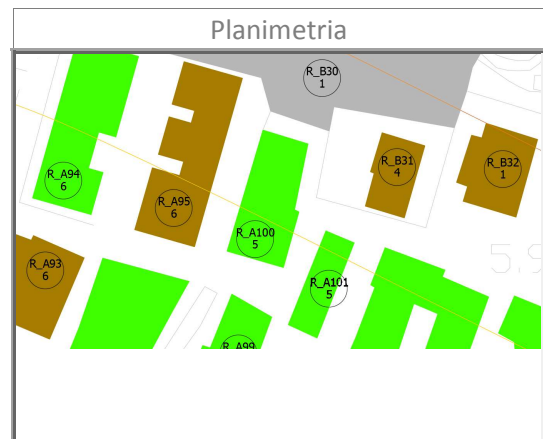 Planimetria
R_B30
1
R_A94
6
R_B31
4
R_B32
1
R_A95
6
R_A100
5
R_A93
6
R_A101
5
R_A99